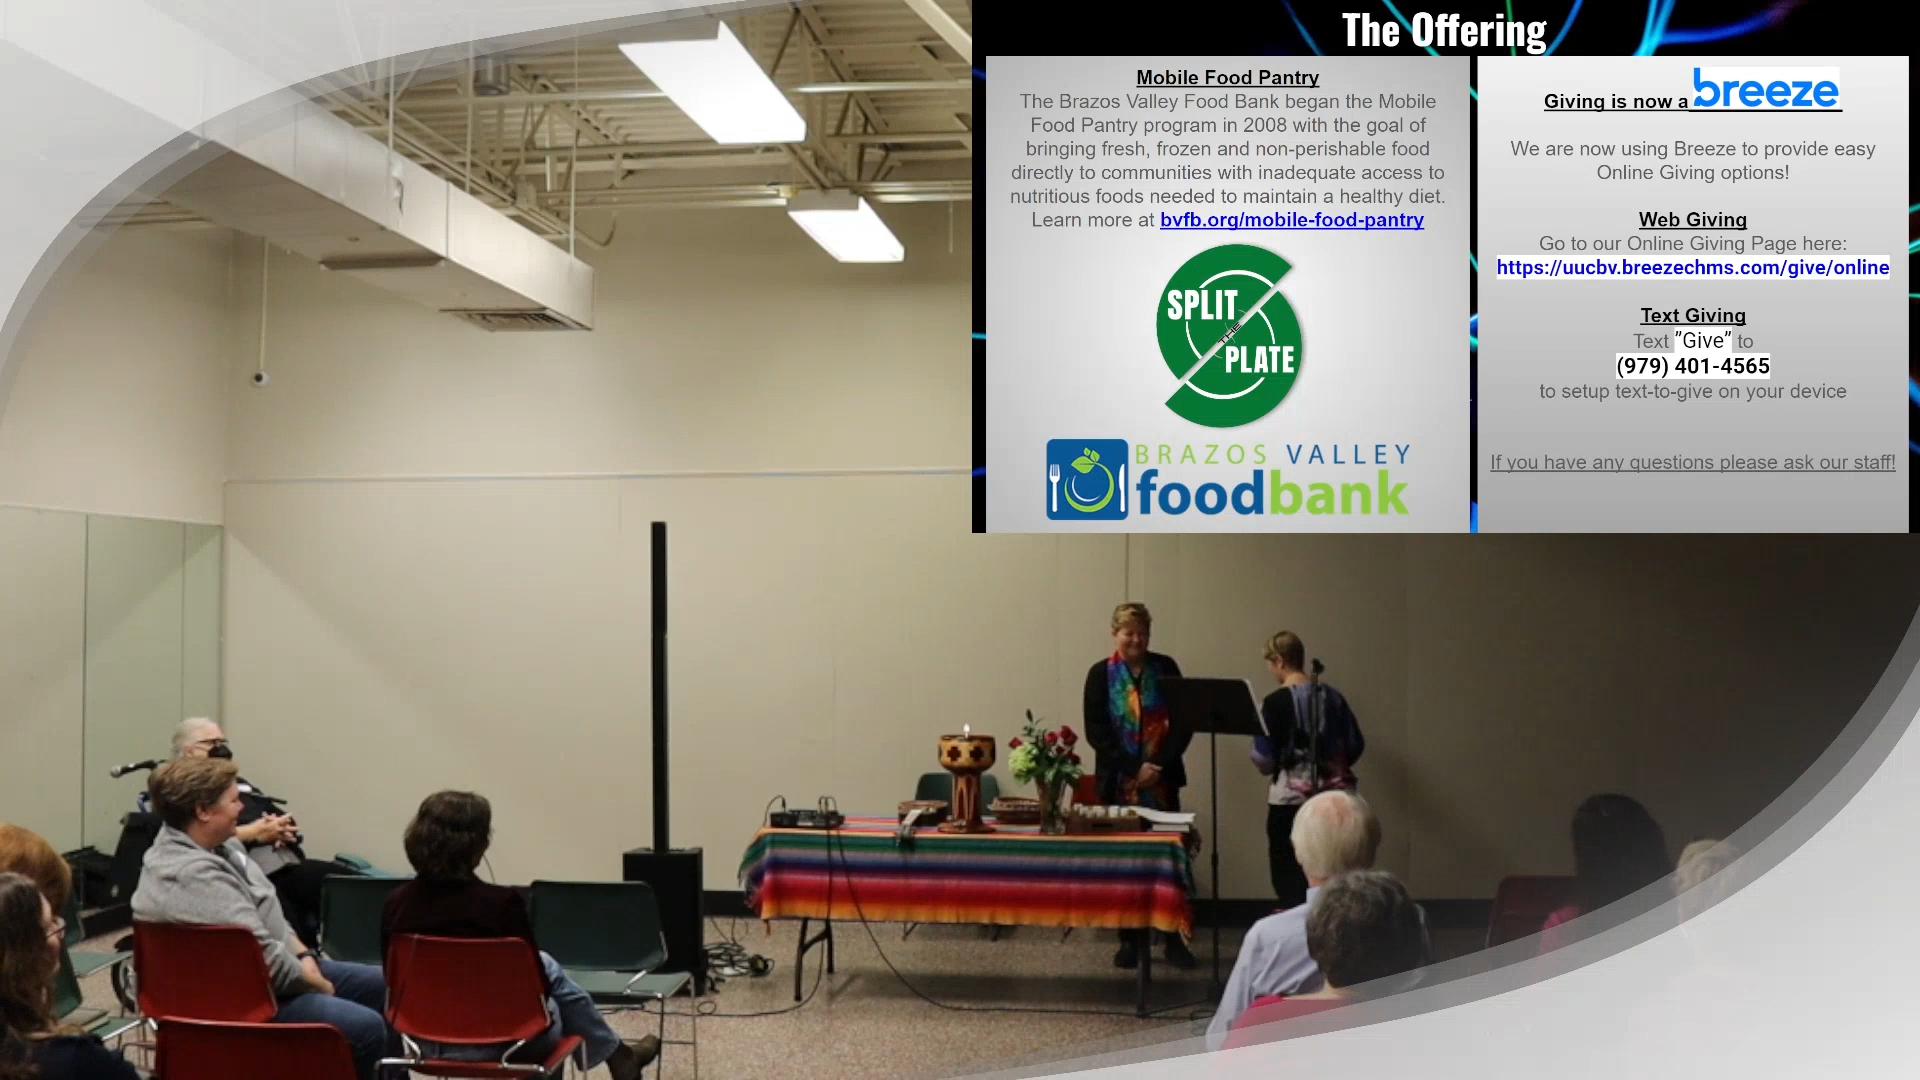 The Offering
Mobile Food Pantry
The Brazos Valley Food Bank began the Mobile
Food Pantry program in 2008 with the goal of
bringing fresh, frozen and non-perishable food
directly to communities with inadequate access to
nutritious foods needed to maintain a healthy diet.
Learn more at bvfb.org/mobile-food-pantry
SPLIT
THE
PLATE
BRAZOS VALLEY
foodbank
Giving is now a breeze
We are now using Breeze to provide easy
Online Giving options!
Web Giving
Go to our Online Giving Page here:
https://uucbv.breezechms.com/give/online
Text Giving
Text "Give" to
(979) 401-4565
to setup text-to-give on your device
If you have any questions please ask our staff!